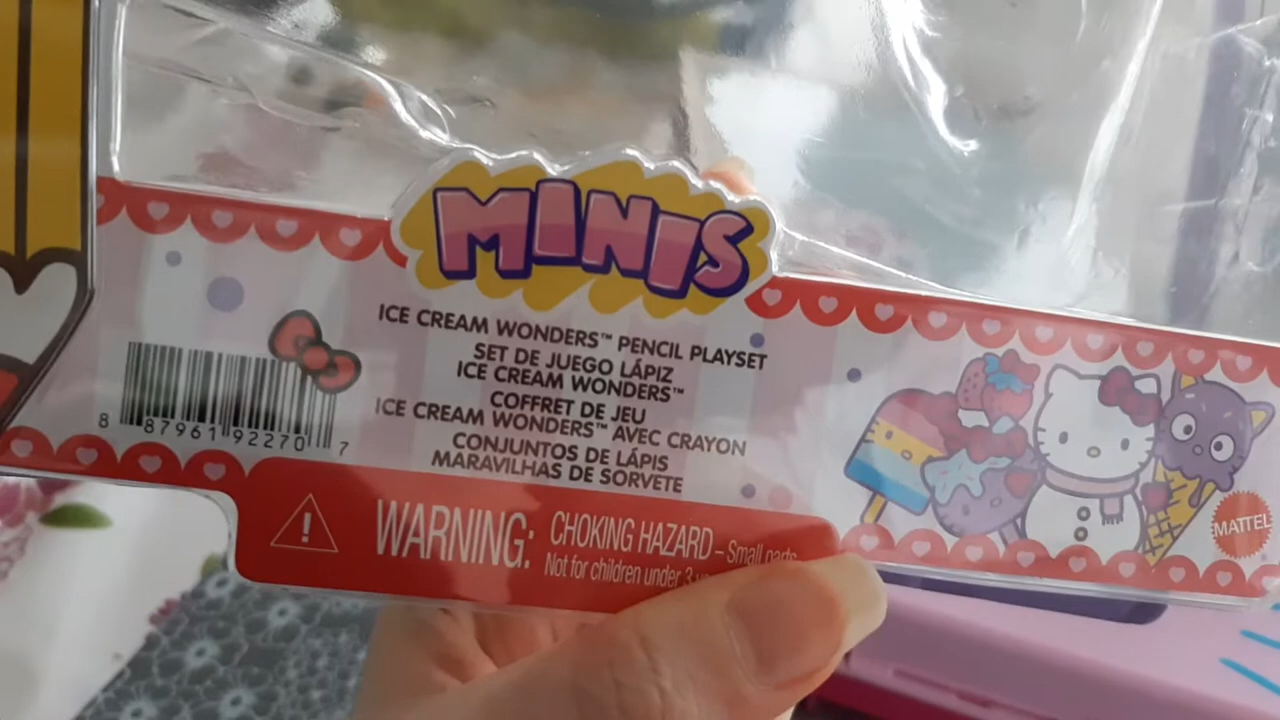 MINIS
ICE CREAM WONDERS™ PENCIL PLAYSET
SET DE JUEGO LÁPIZ
ICE CREAM WONDERS™
COFFRET DE JEU
ICE CREAM WONDERS™ AVEC CRAYON
CONJUNTOS DE LÁPIS
MARAVILHAS DE SORVETE
8 87961 92270 7
WARNING: CHOKING HAZARD – Small parts
Not for children under 3
MATTEL